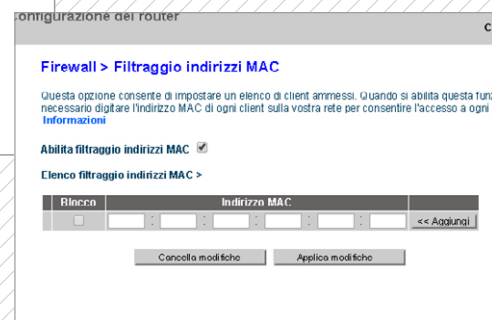 Configurazione del router
C
Firewall > Filtraggio indirizzi MAC
Questa opzione consente di impostare un elenco di client ammessi. Quando si abilita questa funz
necessario digitare l'indirizzo MAC di ogni client sulla vostra rete per consentire l'accesso a ogni
Informazioni
Abilita filtraggio indirizzi MAC
Elenco filtraggio indirizzi MAC >
Blocco Indirizzo MAC
: : : : : << Aggiungi
Cancella modifiche Applica modifiche